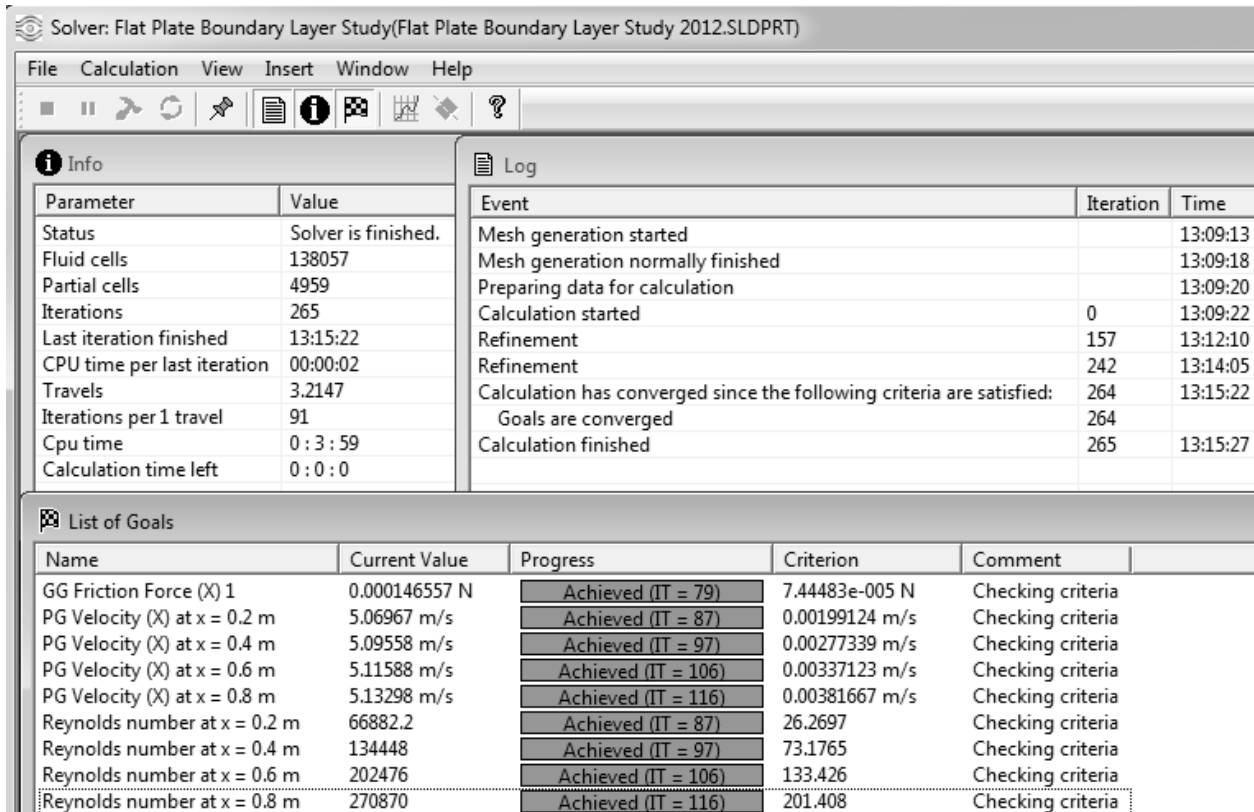 Solver: Flat Plate Boundary Layer Study(Flat Plate Boundary Layer Study 2012.SLDPRT)
File Calculation View Insert Window Help
Info
Parameter Value
Status Solver is finished.
Fluid cells 138057
Partial cells 4959
Iterations 265
Last iteration finished 13:15:22
CPU time per last iteration 00:00:02
Travels 3.2147
Iterations per 1 travel 91
Cpu time 0 : 3 : 59
Calculation time left 0 : 0 : 0
Log
Event Iteration Time
Mesh generation started 13:09:13
Mesh generation normally finished 13:09:18
Preparing data for calculation 13:09:20
Calculation started 0 13:09:22
Refinement 157 13:12:10
Refinement 242 13:14:05
Calculation has converged since the following criteria are satisfied: 264 13:15:22
Goals are converged 264
Calculation finished 265 13:15:27
List of Goals
Name Current Value Progress Criterion Comment
GG Friction Force (X) 1 0.000146557 N Achieved (IT = 79) 7.44483e-005 N Checking criteria
PG Velocity (X) at x = 0.2 m 5.06967 m/s Achieved (IT = 87) 0.00199124 m/s Checking criteria
PG Velocity (X) at x = 0.4 m 5.09558 m/s Achieved (IT = 97) 0.00277339 m/s Checking criteria
PG Velocity (X) at x = 0.6 m 5.11588 m/s Achieved (IT = 106) 0.00337123 m/s Checking criteria
PG Velocity (X) at x = 0.8 m 5.13298 m/s Achieved (IT = 116) 0.00381667 m/s Checking criteria
Reynolds number at x = 0.2 m 66882.2 Achieved (IT = 87) 26.2697 Checking criteria
Reynolds number at x = 0.4 m 134448 Achieved (IT = 97) 73.1765 Checking criteria
Reynolds number at x = 0.6 m 202476 Achieved (IT = 106) 133.426 Checking criteria
Reynolds number at x = 0.8 m 270870 Achieved (IT = 116) 201.408 Checking criteria